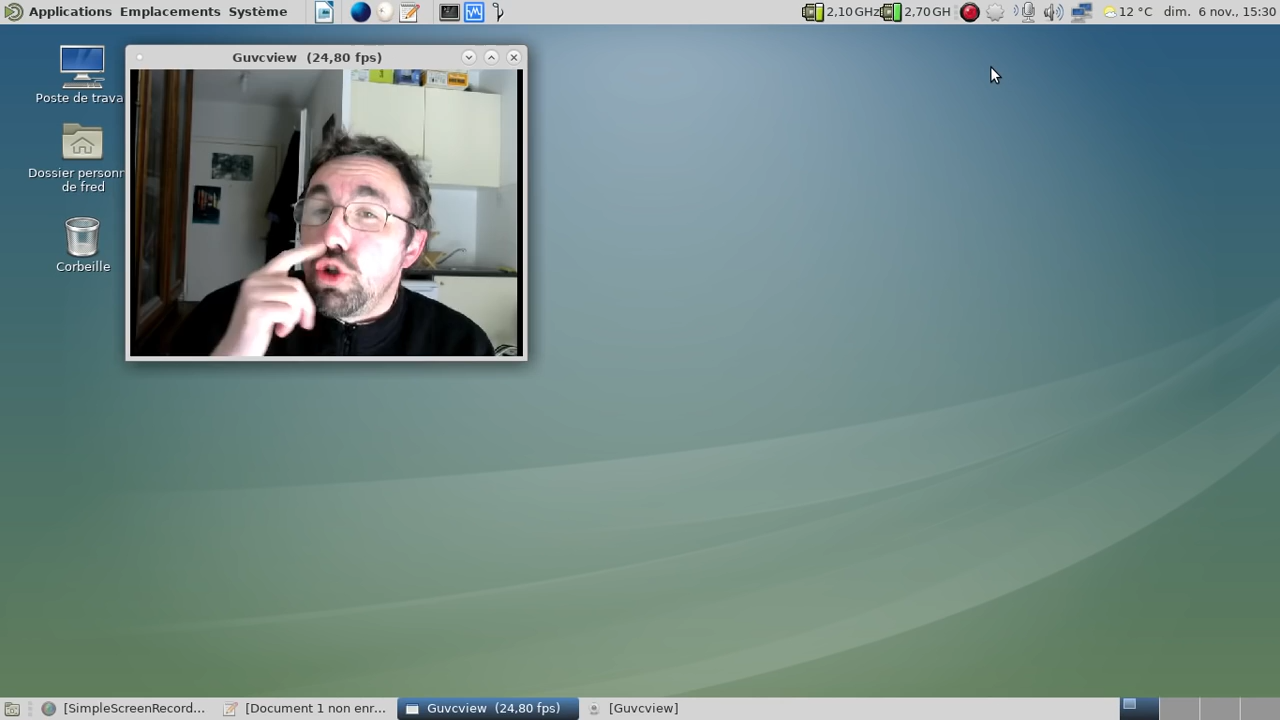 Applications Emplacements Système
2,10 GHz 2,70 GH 12 °C dim. 6 nov., 15:30
Guvcview (24,80 fps)
Poste de trava
Dossier personn
de fred
Corbeille
[SimpleScreenRecord... [Document 1 non enr... Guvcview (24,80 fps) [Guvcview]